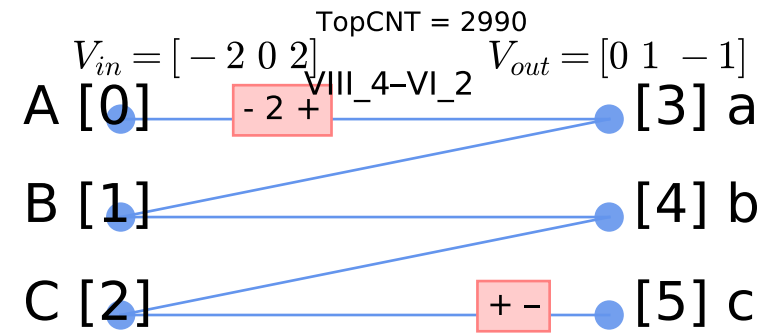 TopCNT = 2990
V_in = [ − 2 0 2] V_out = [0 1 − 1]
VIII_4–VI_2
A [0] - 2 + [3] a
B [1] [4] b
C [2] + – [5] c